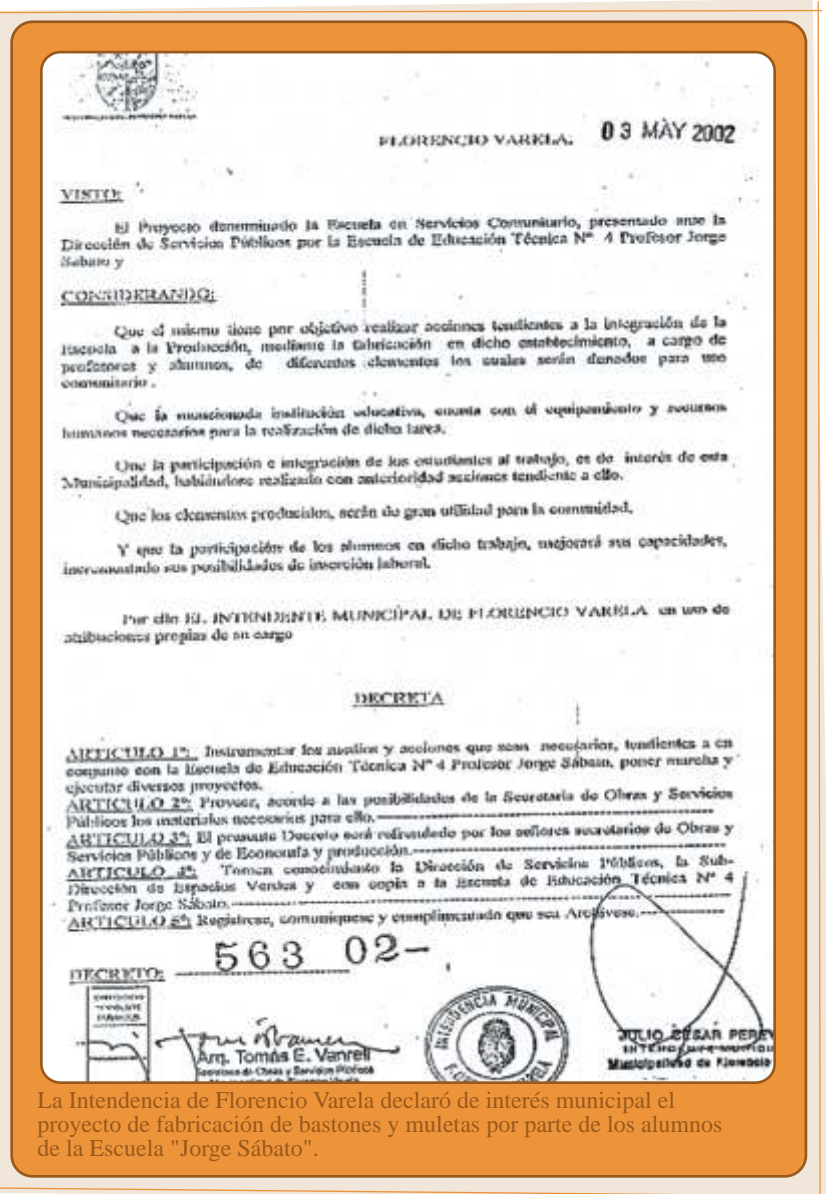 FLORENCIO VARELA, 03 MAY 2002
VISTO:
El Proyecto denominado la Escuela en Servicios Comunitario, presentado ante la
Dirección de Servicios Públicos por la Escuela de Educación Técnica Nº 4 Profesor Jorge
Sabato y
CONSIDERANDO:
Que el mismo tiene por objetivo realizar acciones tendientes a la integración de la
Escuela a la Producción, mediante la fabricación en dicho establecimiento, a cargo de
profesores y alumnos, de diferentes elementos los cuales serán donados para uso
comunitario .
Que la mencionada institución educativa, cuenta con el equipamiento y recursos
humanos necesarios para la realización de dicha tarea.
Que la participación e integración de los estudiantes al trabajo, es de interés de esta
Municipalidad, habiéndose realizado con anterioridad acciones tendiente a ello.
Que los elementos producidos, serán de gran utilidad para la comunidad.
Y que la participación de los alumnos en dicho trabajo, mejorará sus capacidades,
incrementado sus posibilidades de inserción laboral.
Por ello EL INTENDENTE MUNICIPAL DE FLORENCIO VARELA en uso de
atribuciones propias de su cargo
DECRETA
ARTICULO 1º: Instrumentar los medios y acciones que sean necesarios, tendientes a en
conjunto con la Escuela de Educación Técnica Nº 4 Profesor Jorge Sábato, poner marcha y
ejecutar diversos proyectos.
ARTICULO 2º: Proveer, acorde a las posibilidades de la Secretaria de Obras y Servicios
Públicos los materiales necesarios para ello.
ARTICULO 3º: El presente Decreto será refrendedo por los señores secretarios de Obras y
Servicios Públicos y de Economía y producción.
ARTICULO 4º: Tomen conocimiento la Dirección de Servicios Públicos, la Sub-
Dirección de Espacios Verdes y con copia a la Escuela de Educación Técnica Nº 4
Profesor Jorge Sábato.
ARTICULO 5º: Regístrese, comuníquese y cumplimentado que sea Archívese.
DECRETO: 563 02-
INTENDENCIA MUNICIPAL
Arq. Tomás E. Vanrell
Secretario de Obras y Servicios Públicos
JULIO CESAR PEREY
INTENDENTE MUNICIP
Municipalidad de Florencio
La Intendencia de Florencio Varela declaró de interés municipal el
proyecto de fabricación de bastones y muletas por parte de los alumnos
de la Escuela "Jorge Sábato".